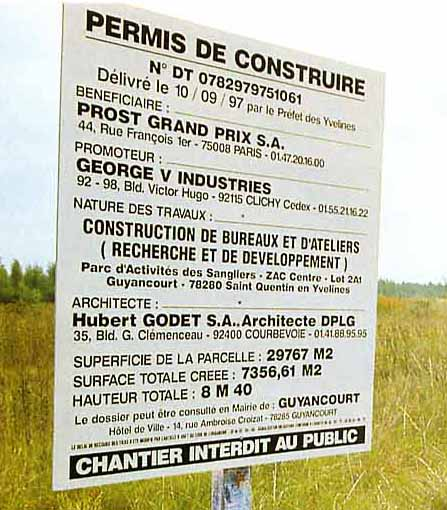 PERMIS DE CONSTRUIRE
N° DT 0782979751061
Délivré le 10 / 09 / 97 par le Préfet des Yvelines
BENEFICIAIRE :
PROST GRAND PRIX S.A.
44, Rue François 1er - 75008 PARIS - 01.47.20.16.00
PROMOTEUR :
GEORGE V INDUSTRIES
92 - 98, Bld. Victor Hugo - 92115 CLICHY Cedex - 01.55.21.16.22
NATURE DES TRAVAUX :
CONSTRUCTION DE BUREAUX ET D'ATELIERS
( RECHERCHE ET DE DEVELOPPEMENT )
Parc d'Activités des Sangliers - ZAC Centre - Lot 2A1
Guyancourt - 78280 Saint Quentin en Yvelines
ARCHITECTE :
Hubert GODET S.A., Architecte DPLG
35, Bld. G. Clémenceau - 92400 COURBEVOIE - 01.41.88.95.95
SUPERFICIE DE LA PARCELLE : 29767 M2
SURFACE TOTALE CREEE : 7356,61 M2
HAUTEUR TOTALE : 8 M 40
Le dossier peut être consulté en Mairie de : GUYANCOURT
Hôtel de Ville - 14, rue Ambroise Croizat - 78285 GUYANCOURT
CHANTIER INTERDIT AU PUBLIC